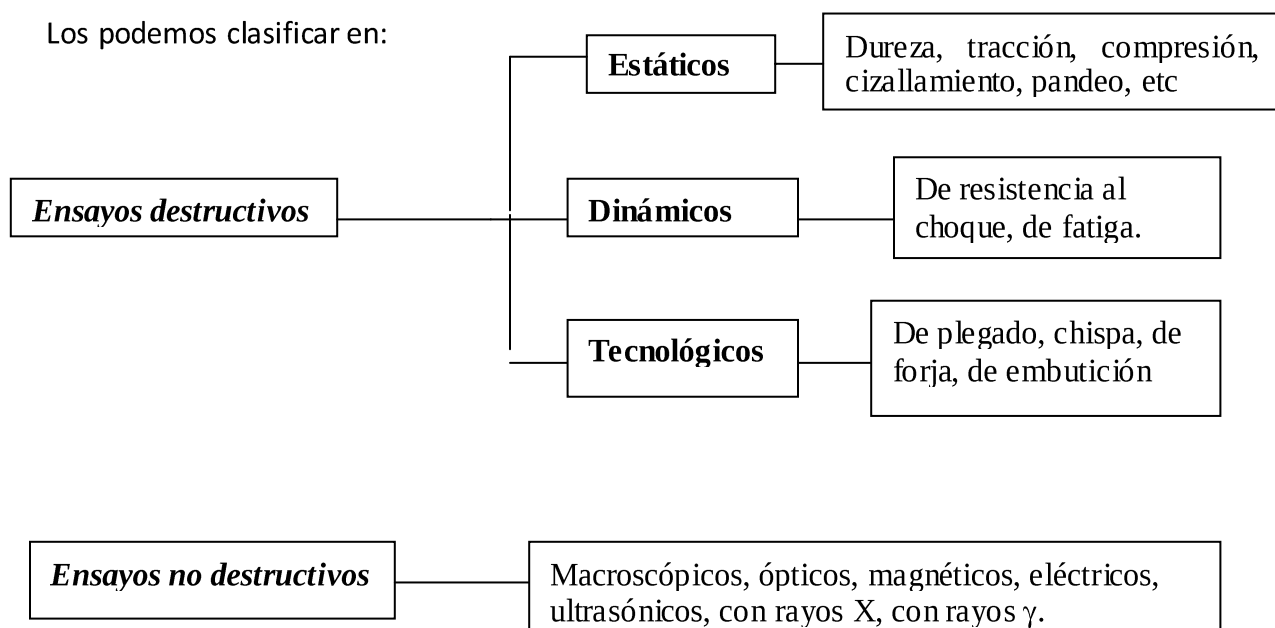 Los podemos clasificar en:
Estáticos
Dureza, tracción, compresión,
cizallamiento, pandeo, etc
Ensayos destructivos
Dinámicos
De resistencia al
choque, de fatiga.
Tecnológicos
De plegado, chispa, de
forja, de embutición
Ensayos no destructivos
Macroscópicos, ópticos, magnéticos, eléctricos,
ultrasónicos, con rayos X, con rayos γ.